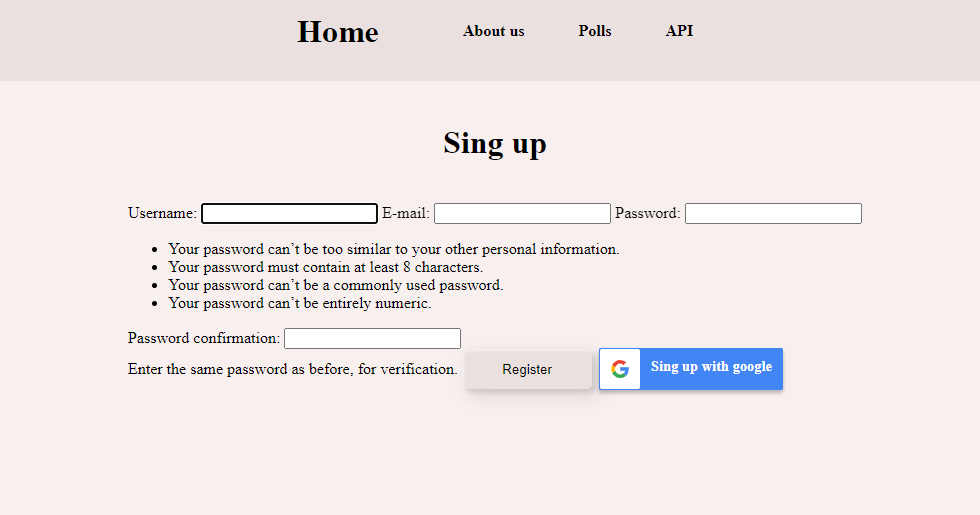 Home About us Polls API
Sing up
Username: E-mail: Password:
Your password can’t be too similar to your other personal information.
Your password must contain at least 8 characters.
Your password can’t be a commonly used password.
Your password can’t be entirely numeric.
Password confirmation:
Enter the same password as before, for verification. Register Sing up with google